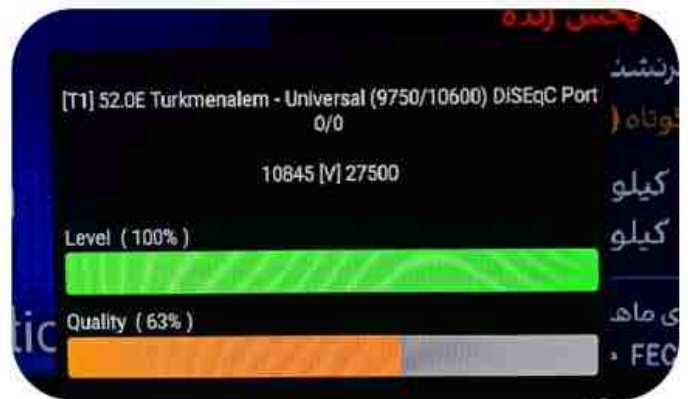 پخش زنده
[T1] 52.0E Turkmenalem - Universal (9750/10600) DiSEqC Port
0/0
10845 [V] 27500
کیلو
Level ( 100% )
کیلو
Quality ( 63% )
ی ماه
FEC